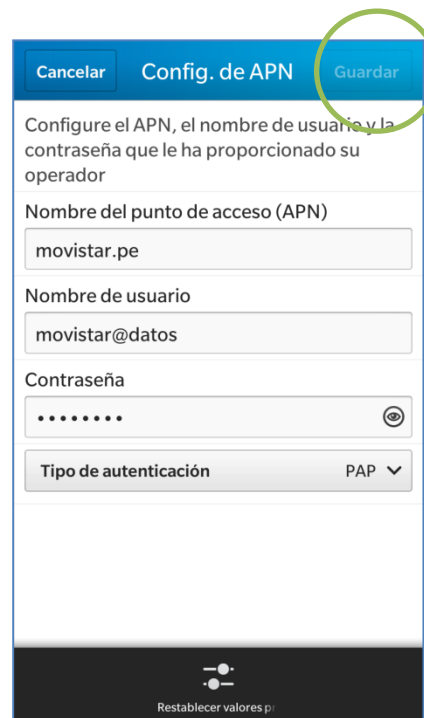 Cancelar Config. de APN Guardar
Configure el APN, el nombre de usuario y la
contraseña que le ha proporcionado su
operador
Nombre del punto de acceso (APN)
movistar.pe
Nombre de usuario
movistar@datos
Contraseña
••••••••
Tipo de autenticación PAP
Restablecer valores